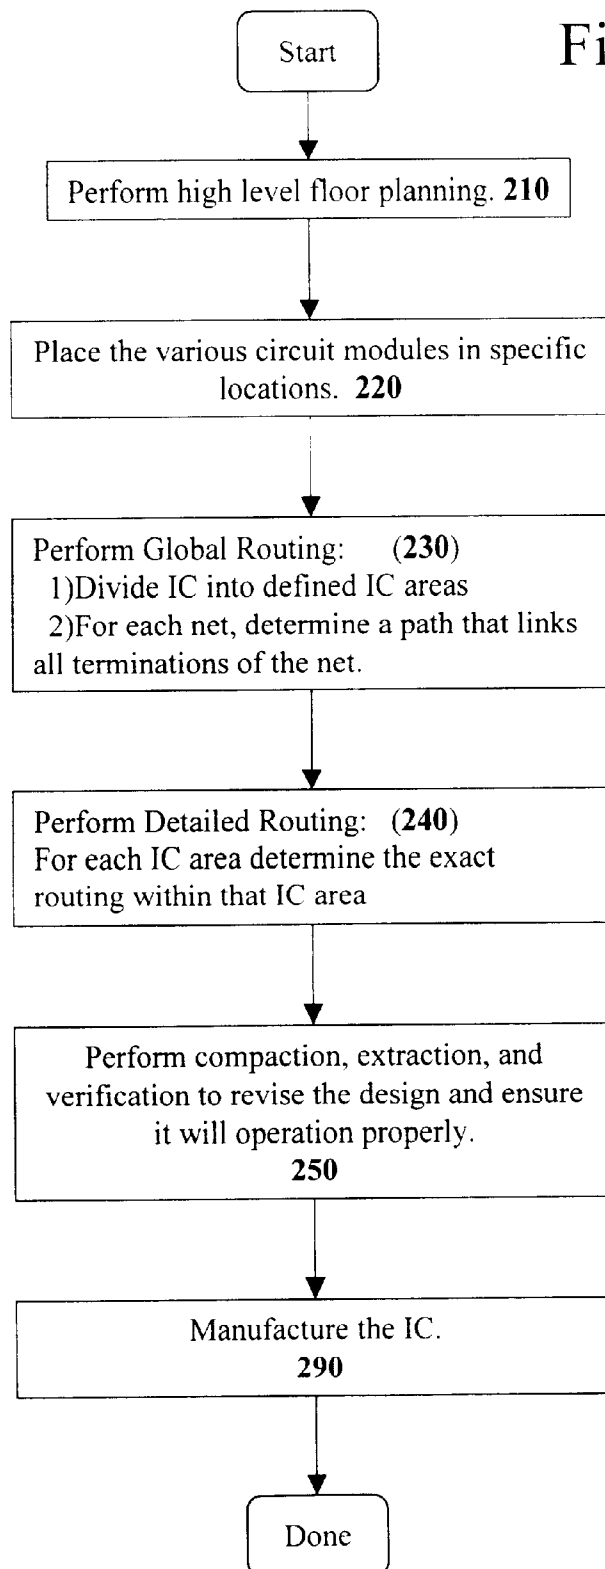 Start
Fi
Perform high level floor planning. 210
Place the various circuit modules in specific
locations. 220
Perform Global Routing: (230)
1)Divide IC into defined IC areas
2)For each net, determine a path that links
all terminations of the net.
Perform Detailed Routing: (240)
For each IC area determine the exact
routing within that IC area
Perform compaction, extraction, and
verification to revise the design and ensure
it will operation properly.
250
Manufacture the IC.
290
Done